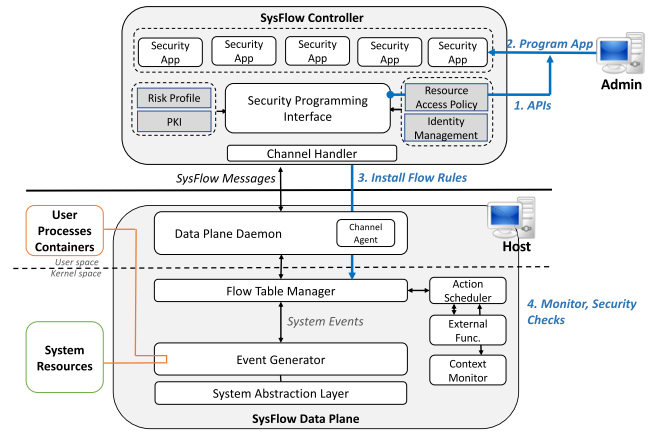 SysFlow Controller
Security
App
Security
App
Security
App
Security
App
Security
App
2. Program App
Admin
Risk Profile
PKI
Security Programming
Interface
Resource
Access Policy
Identity
Management
1. APIs
Channel Handler
SysFlow Messages
3. Install Flow Rules
User
Processes
Containers
Data Plane Daemon
Channel
Agent
Host
User space
Kernel space
Flow Table Manager
Action
Scheduler
4. Monitor, Security
Checks
System Events
External
Func.
System
Resources
Event Generator
Context
Monitor
System Abstraction Layer
SysFlow Data Plane